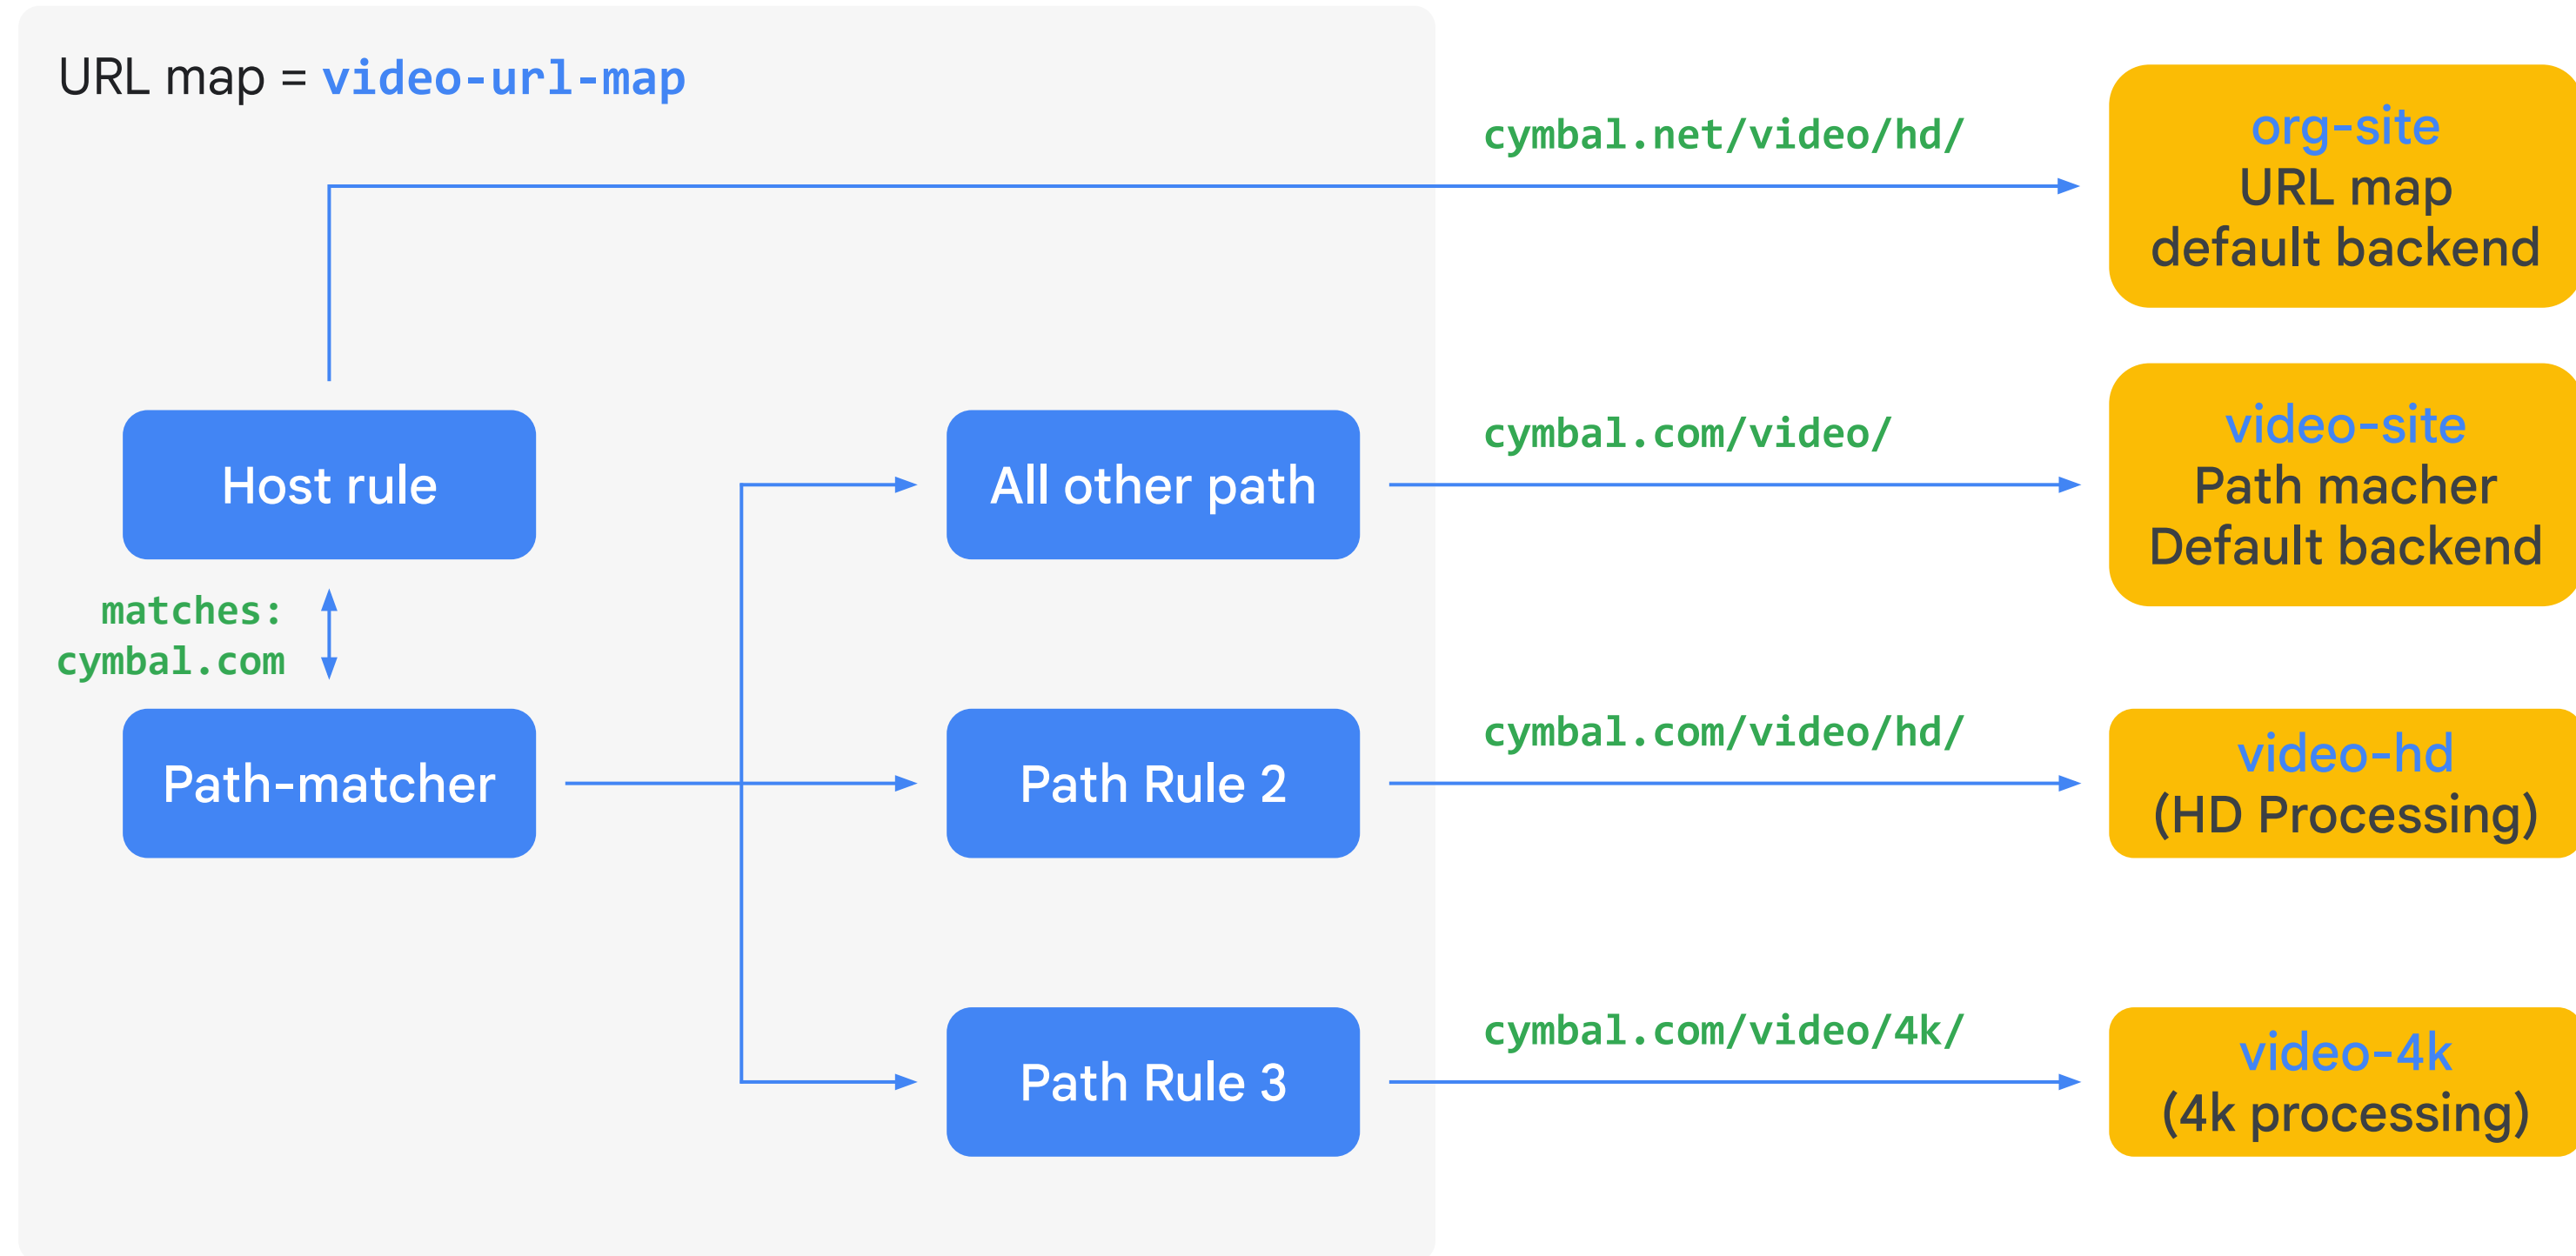 URL map = video-url-map
cymbal.net/video/hd/
org-site
URL map
default backend
Host rule
All other path
cymbal.com/video/
video-site
Path macher
Default backend
matches:
cymbal.com
Path-matcher
Path Rule 2
cymbal.com/video/hd/
video-hd
(HD Processing)
Path Rule 3
cymbal.com/video/4k/
video-4k
(4k processing)